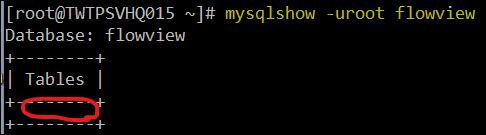 [root@TWTPSVHQ015 ~]# mysqlshow -uroot flowview
Database: flowview
+--------+
| Tables |
+--------+
+--------+